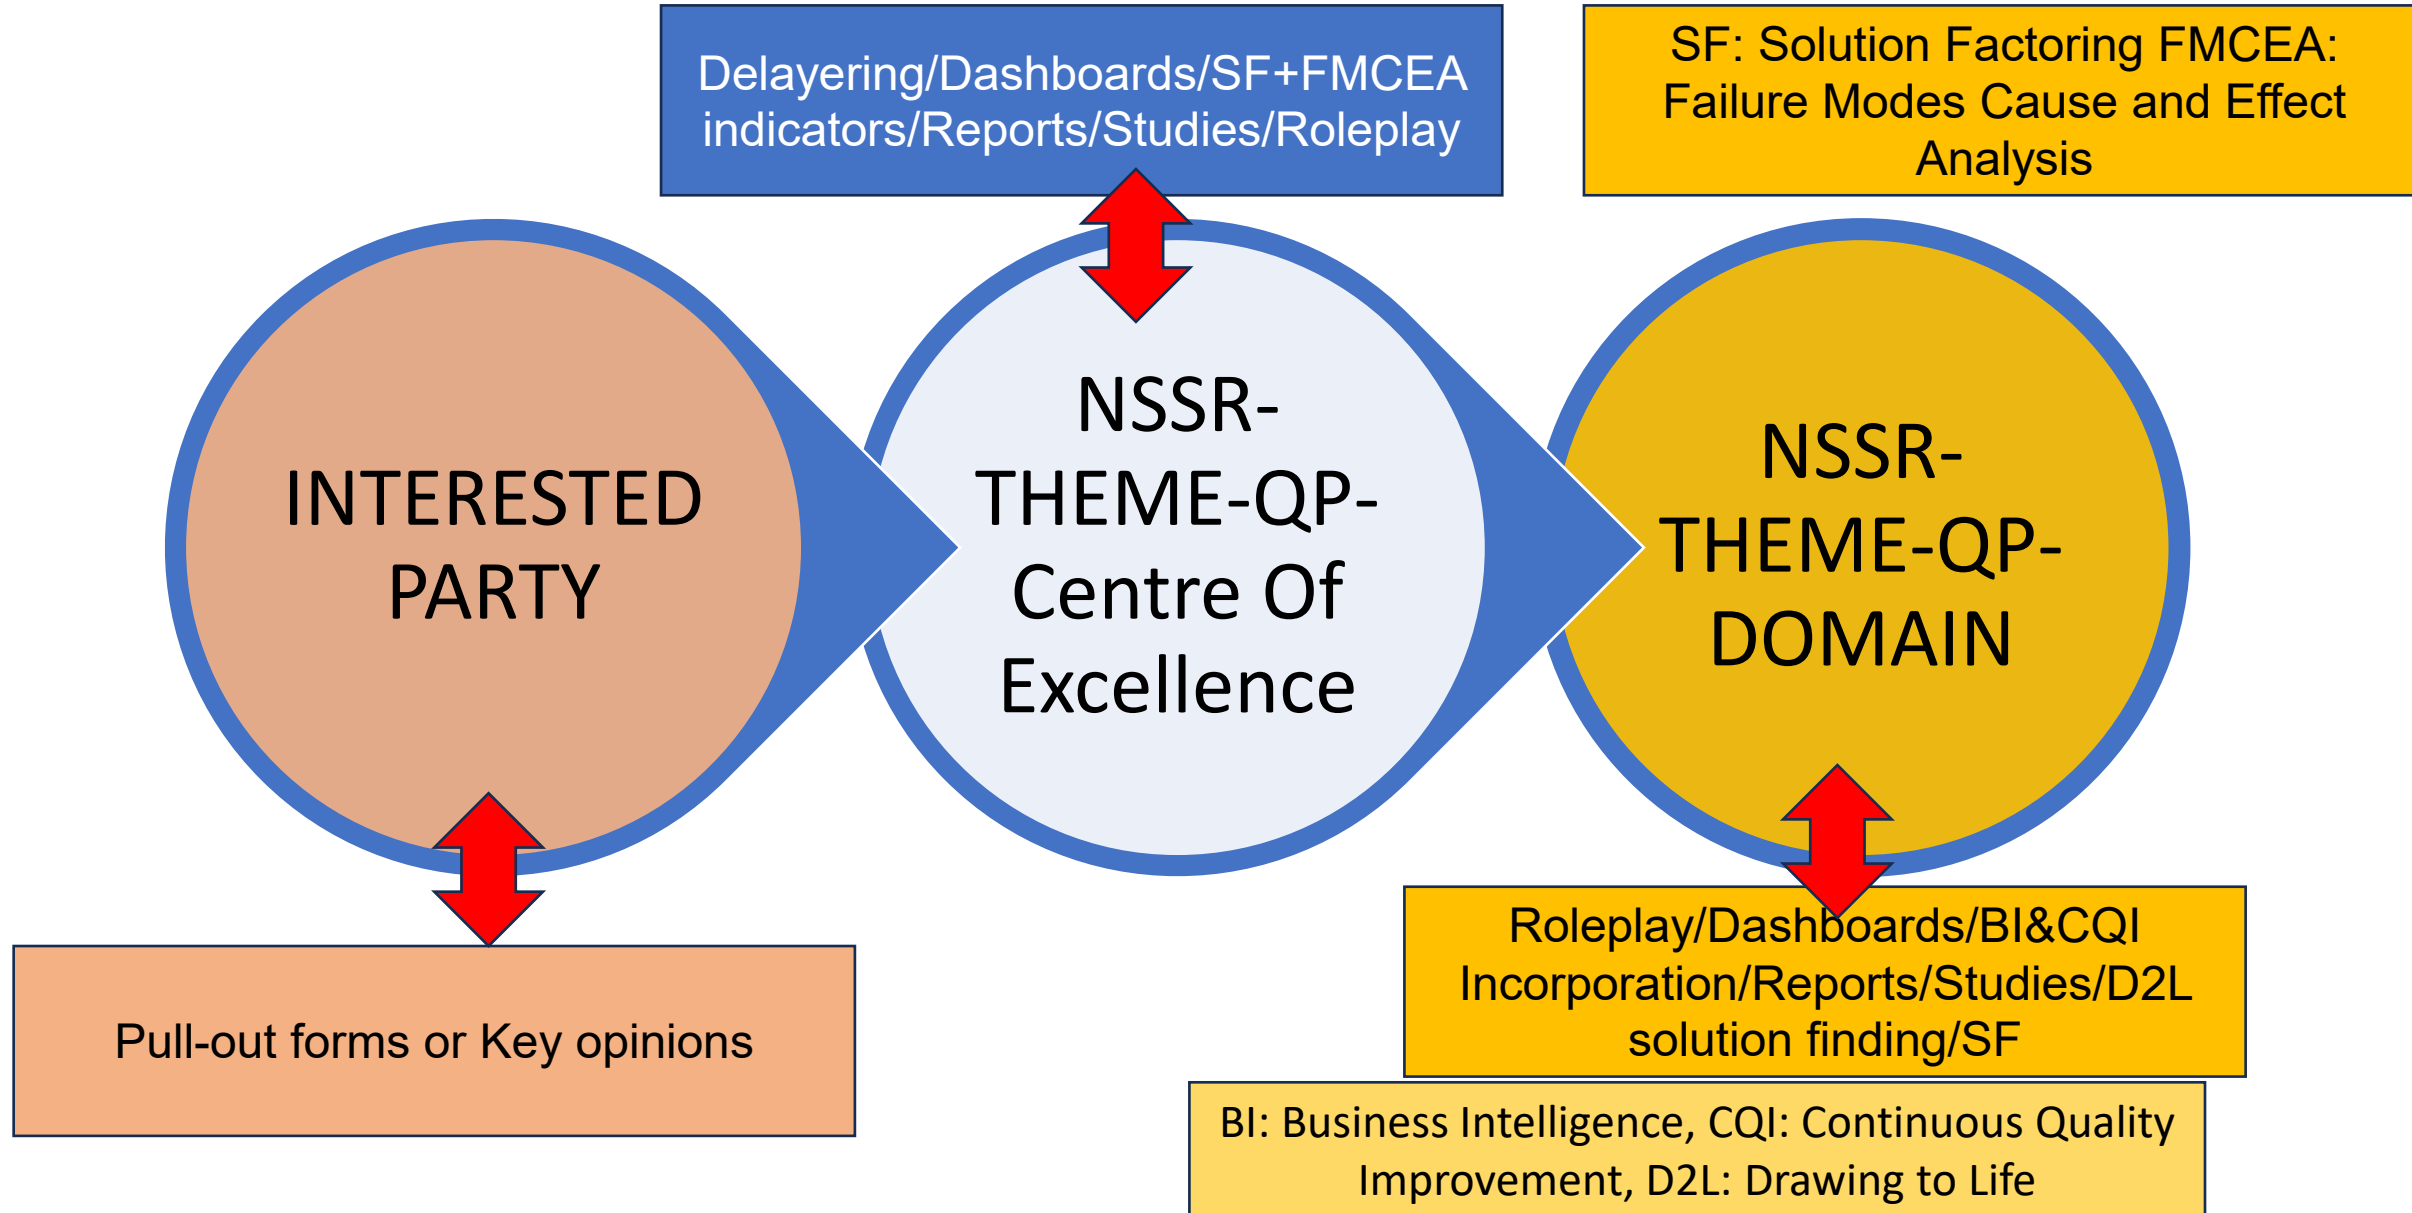 Delayering/Dashboards/SF+FMCEA
indicators/Reports/Studies/Roleplay
SF: Solution Factoring FMCEA:
Failure Modes Cause and Effect
Analysis
INTERESTED
PARTY
NSSR-
THEME-QP-
Centre Of
Excellence
NSSR-
THEME-QP-
DOMAIN
Pull-out forms or Key opinions
Roleplay/Dashboards/BI&CQI
Incorporation/Reports/Studies/D2L
solution finding/SF
BI: Business Intelligence, CQI: Continuous Quality
Improvement, D2L: Drawing to Life